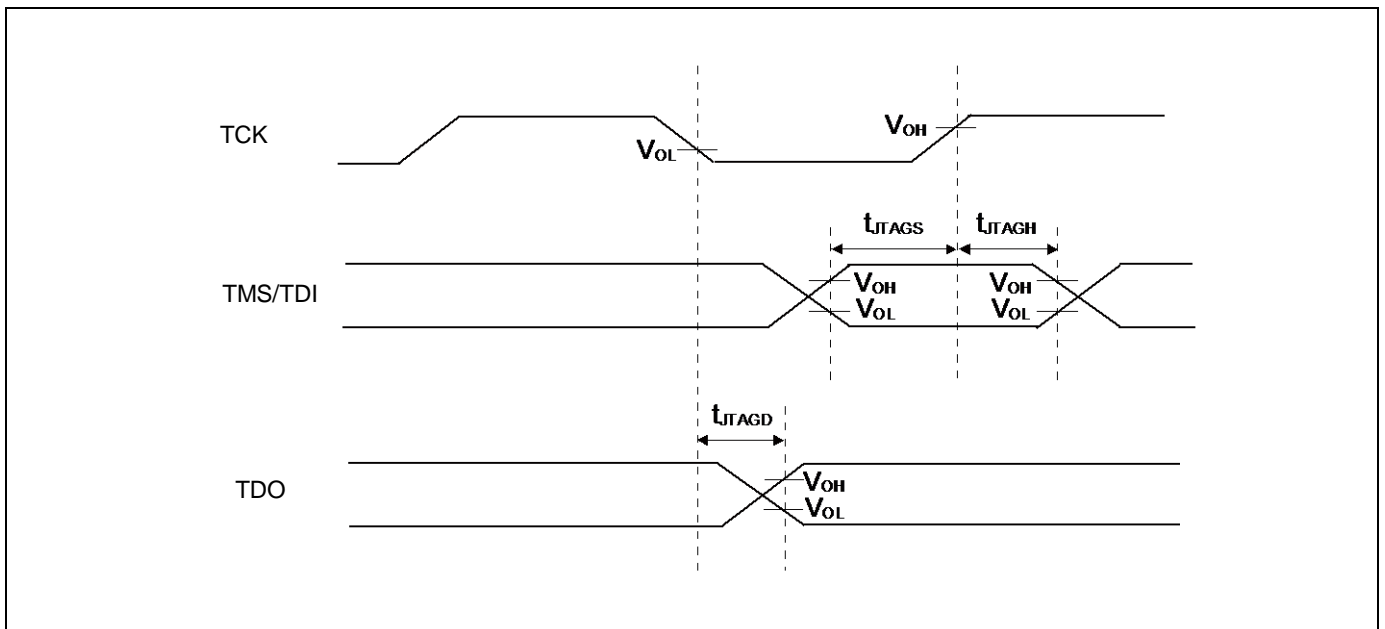 TCK
VOL
VOH
tJTAGS
tJTAGH
TMS/TDI
VOH
VOL
VOH
VOL
tJTAGD
TDO
VOH
VOL